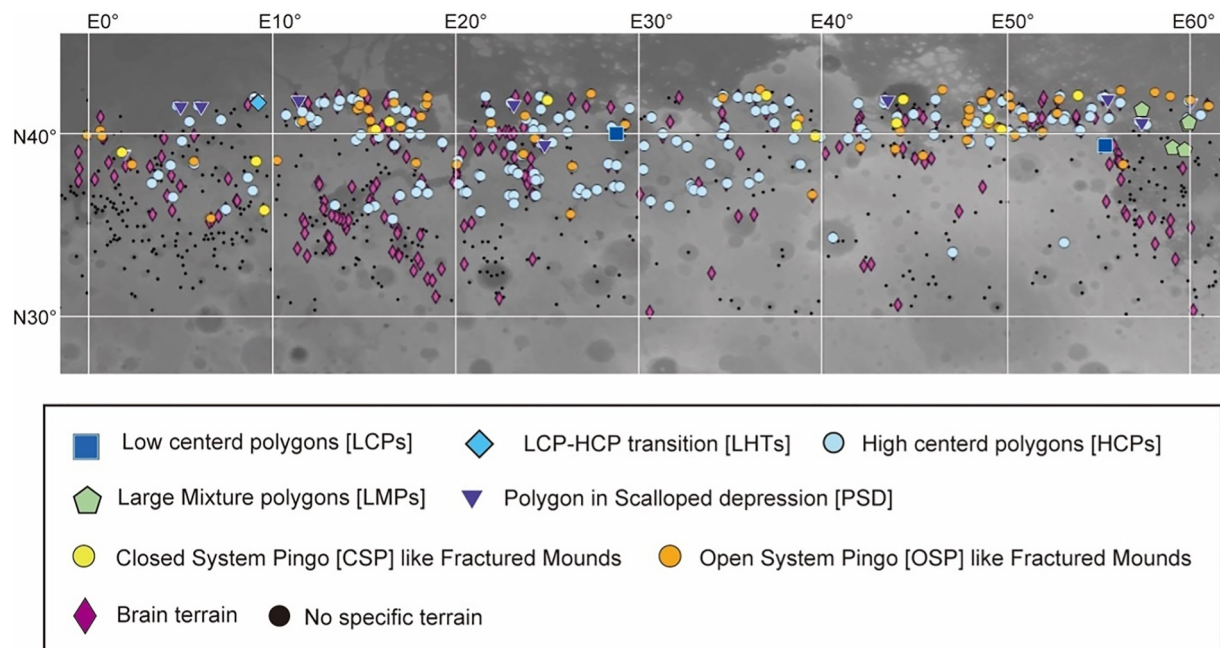 E0° E10° E20° E30° E40° E50° E60°
N40°
N30°
Low centerd polygons [LCPs] LCP-HCP transition [LHTs] High centerd polygons [HCPs]
Large Mixture polygons [LMPs] Polygon in Scalloped depression [PSD]
Closed System Pingo [CSP] like Fractured Mounds Open System Pingo [OSP] like Fractured Mounds
Brain terrain No specific terrain